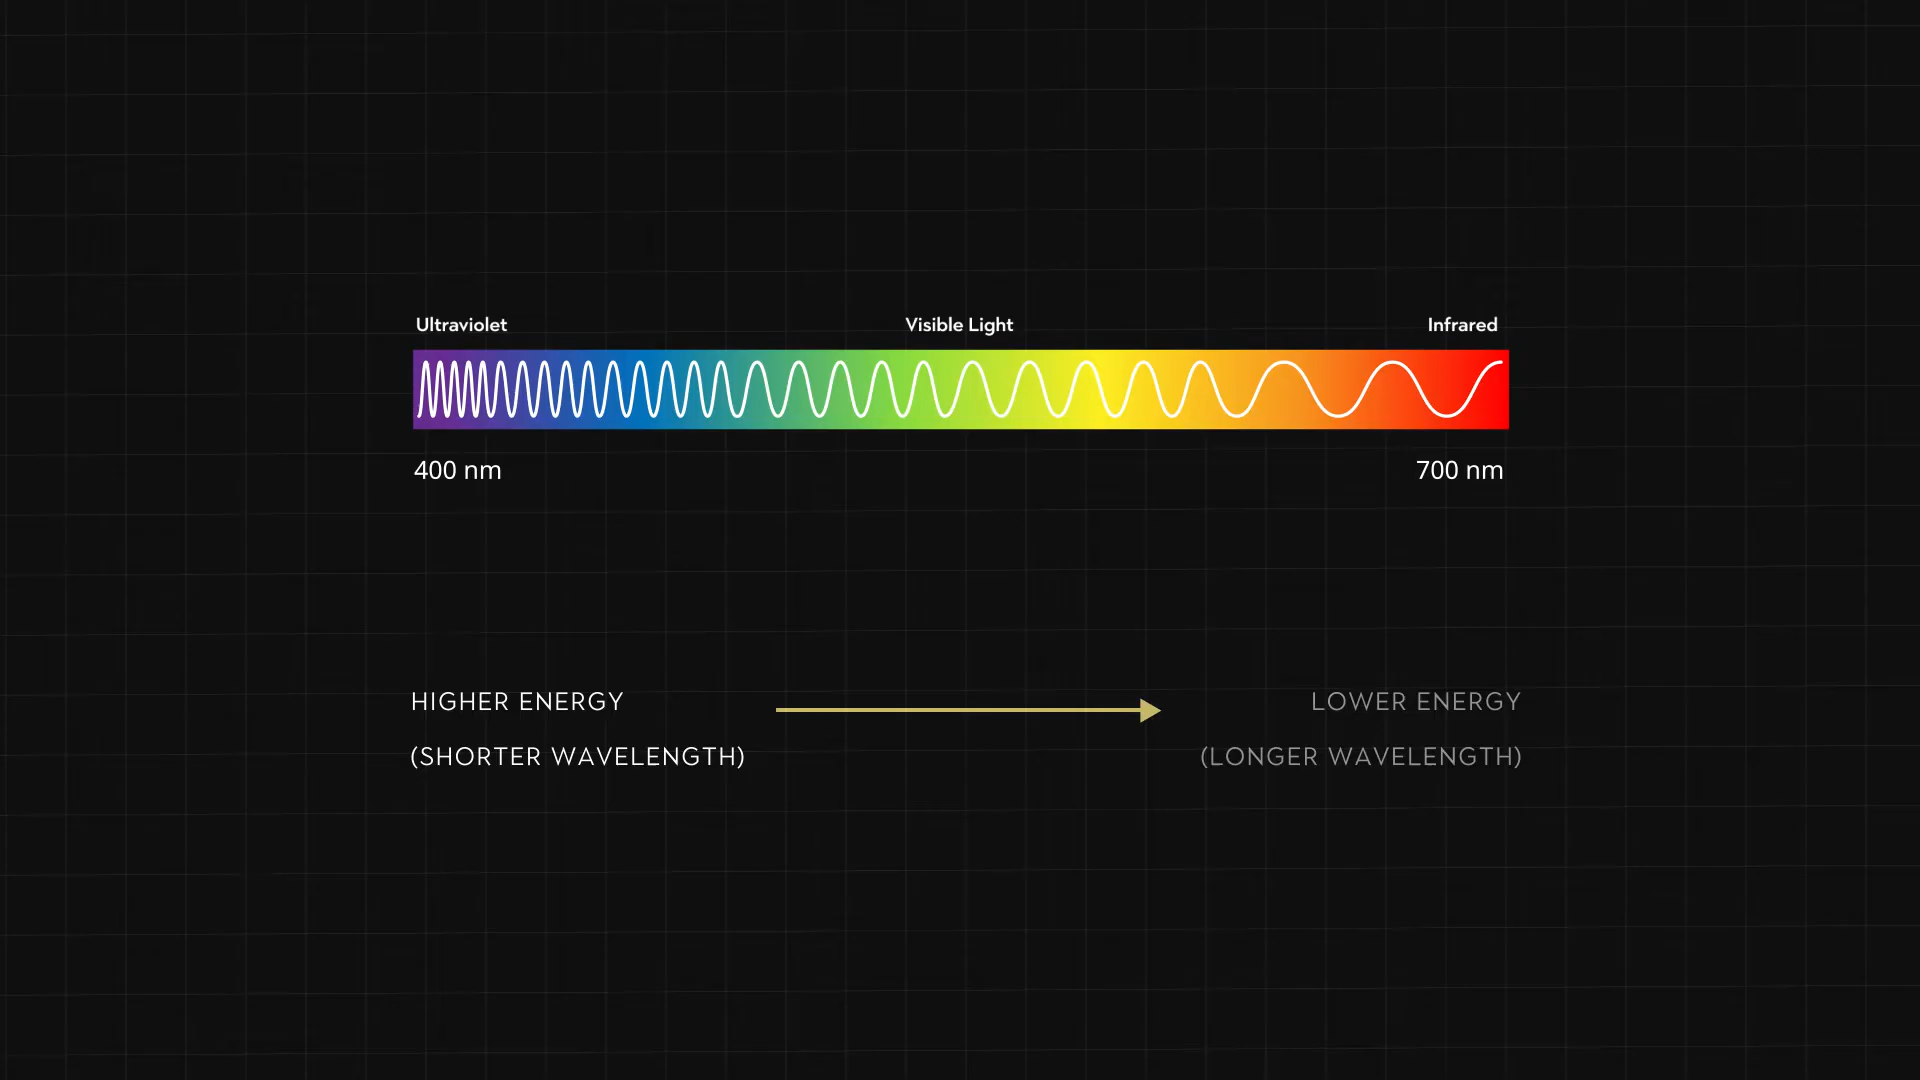 Ultraviolet
Visible Light
Infrared
400 nm
700 nm
HIGHER ENERGY
(SHORTER WAVELENGTH)
LOWER ENERGY
(LONGER WAVELENGTH)